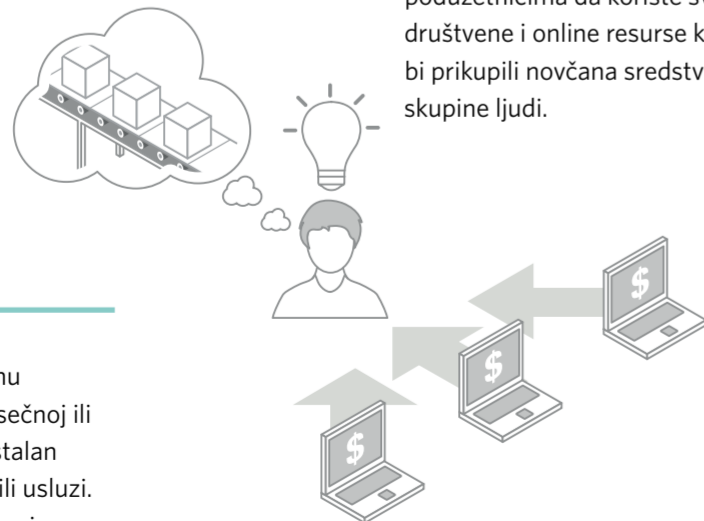 društvene i online resurse
bi prikupili novčana sredstv
skupine ljudi.
$
$
$
sečnoj ili
stalan
ili usluzi.